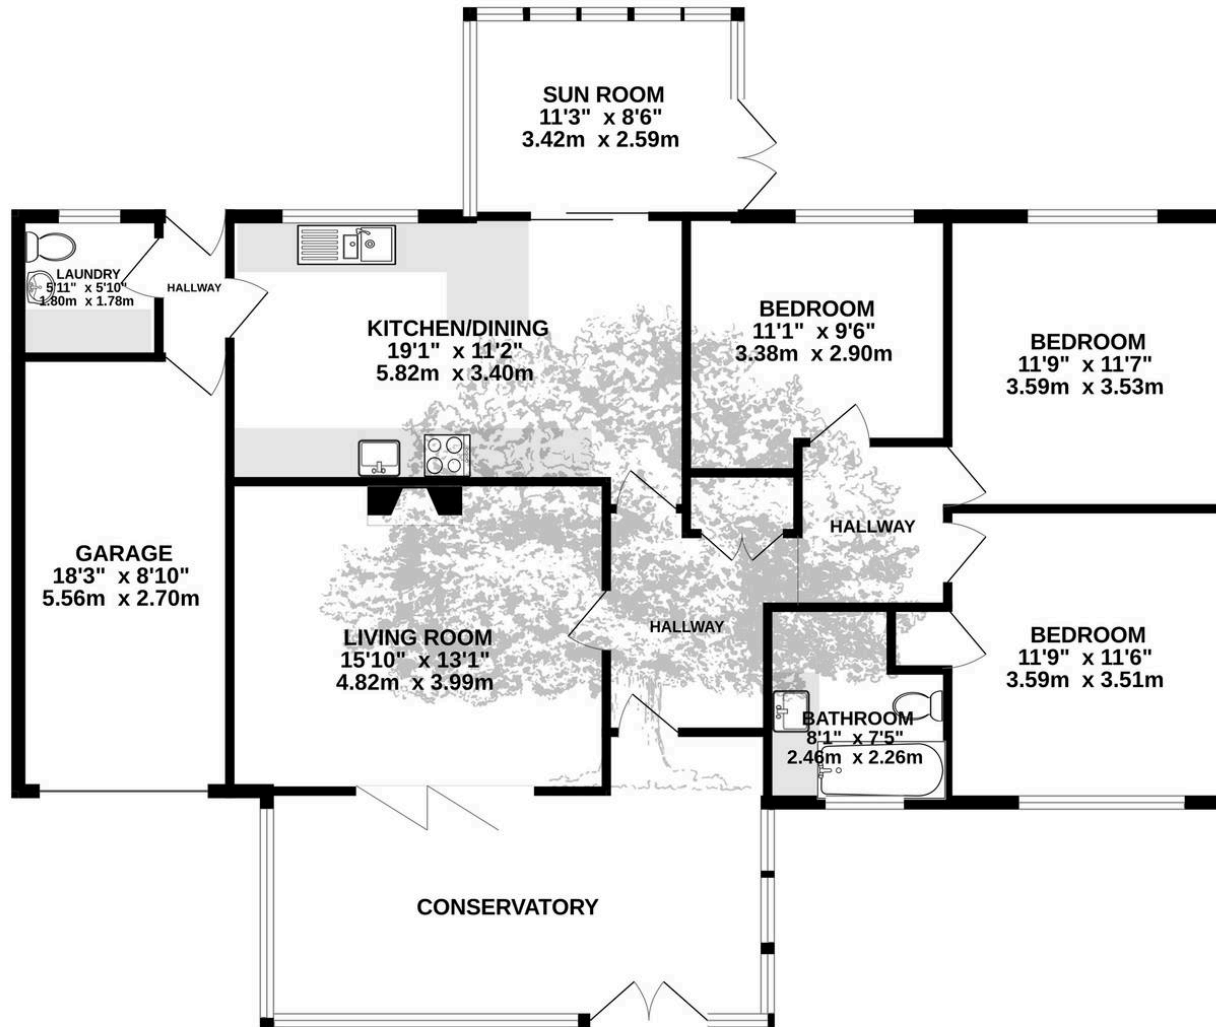 SUN ROOM
11'3" x 8'6"
3.42m x 2.59m
LAUNDRY
5'11" x 5'10"
1.80m x 1.78m
HALLWAY
KITCHEN/DINING
19'1" x 11'2"
5.82m x 3.40m
BEDROOM
11'1" x 9'6"
3.38m x 2.90m
BEDROOM
11'9" x 11'7"
3.59m x 3.53m
GARAGE
18'3" x 8'10"
5.56m x 2.70m
LIVING ROOM
15'10" x 13'1"
4.82m x 3.99m
HALLWAY
HALLWAY
BEDROOM
11'9" x 11'6"
3.59m x 3.51m
BATHROOM
8'1" x 7'5"
2.46m x 2.26m
CONSERVATORY